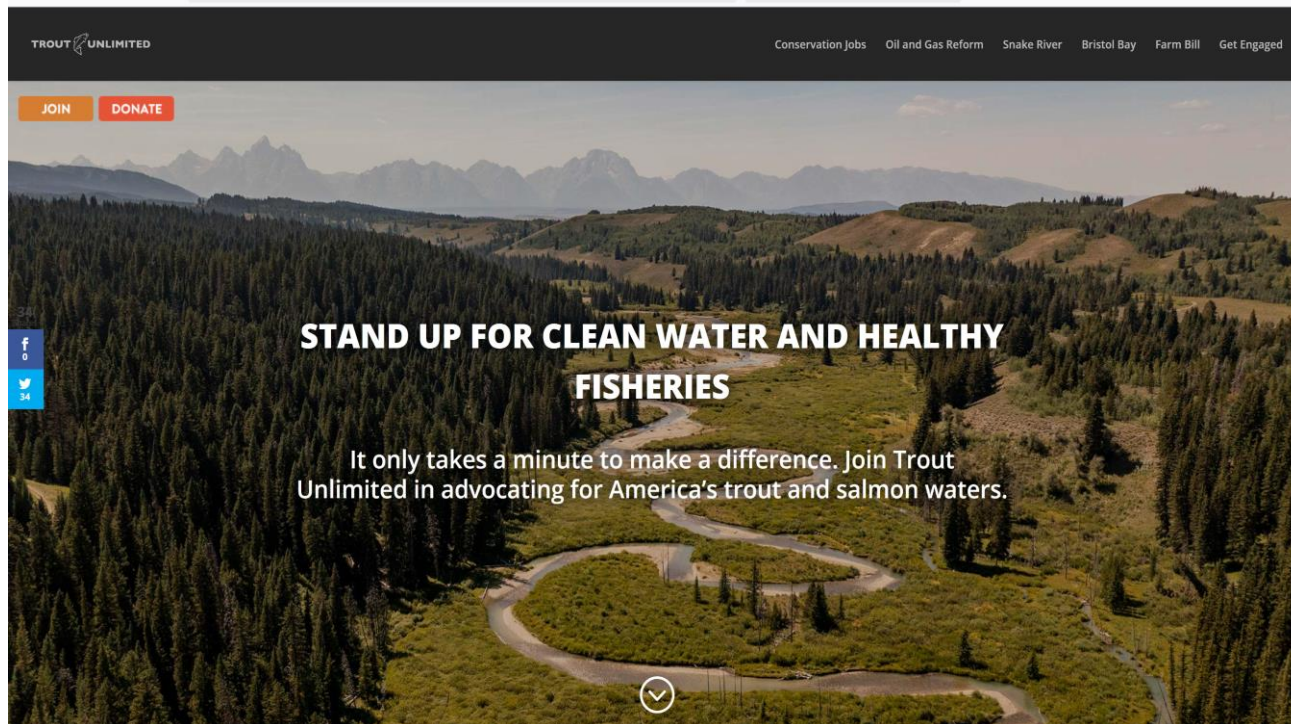 TROUT UNLIMITED
Conservation Jobs Oil and Gas Reform Snake River Bristol Bay Farm Bill Get Engaged
JOIN DONATE
34
0
34
STAND UP FOR CLEAN WATER AND HEALTHY
FISHERIES
It only takes a minute to make a difference. Join Trout
Unlimited in advocating for America’s trout and salmon waters.